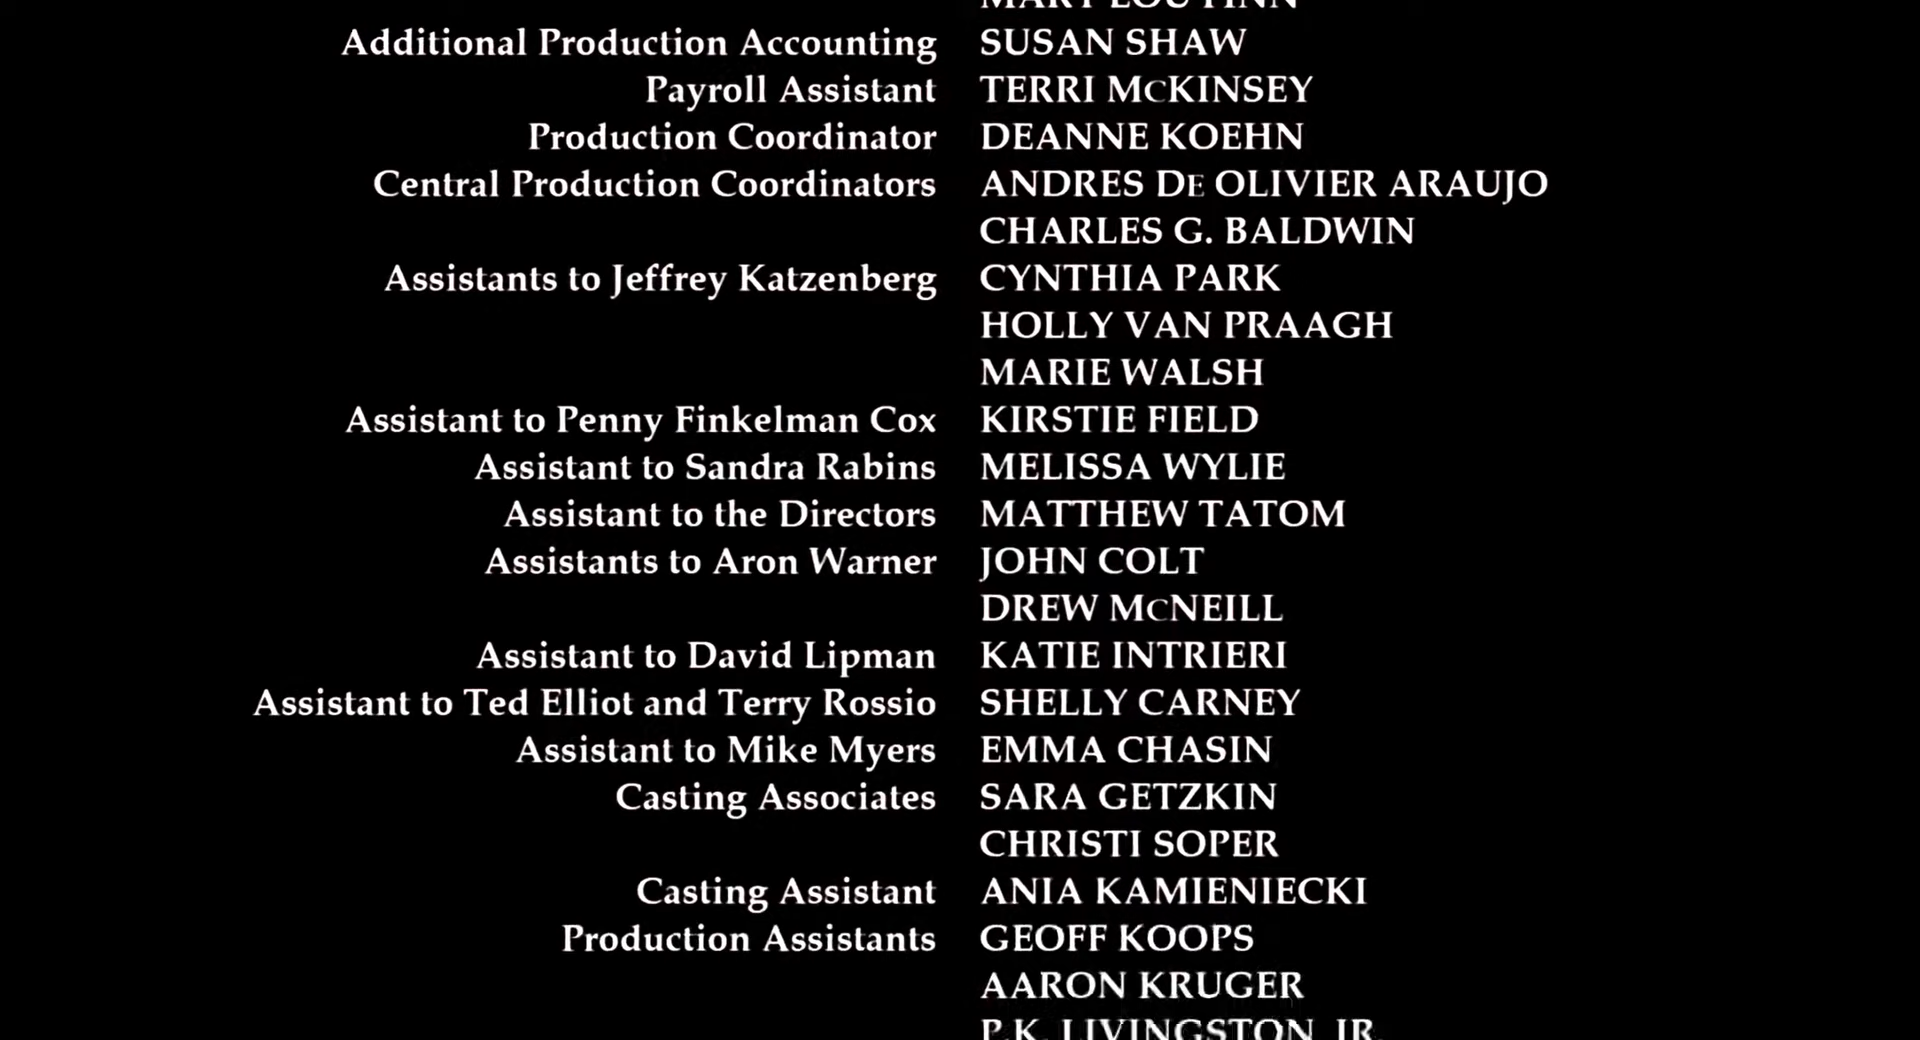 MARY LOU FINN
Additional Production Accounting SUSAN SHAW
Payroll Assistant TERRI McKINSEY
Production Coordinator DEANNE KOEHN
Central Production Coordinators ANDRES DE OLIVIER ARAUJO
CHARLES G. BALDWIN
Assistants to Jeffrey Katzenberg CYNTHIA PARK
HOLLY VAN PRAAGH
MARIE WALSH
Assistant to Penny Finkelman Cox KIRSTIE FIELD
Assistant to Sandra Rabins MELISSA WYLIE
Assistant to the Directors MATTHEW TATOM
Assistants to Aron Warner JOHN COLT
DREW McNEILL
Assistant to David Lipman KATIE INTRIERI
Assistant to Ted Elliot and Terry Rossio SHELLY CARNEY
Assistant to Mike Myers EMMA CHASIN
Casting Associates SARA GETZKIN
CHRISTI SOPER
Casting Assistant ANIA KAMIENIECKI
Production Assistants GEOFF KOOPS
AARON KRUGER
P.K. LIVINGSTON, JR.